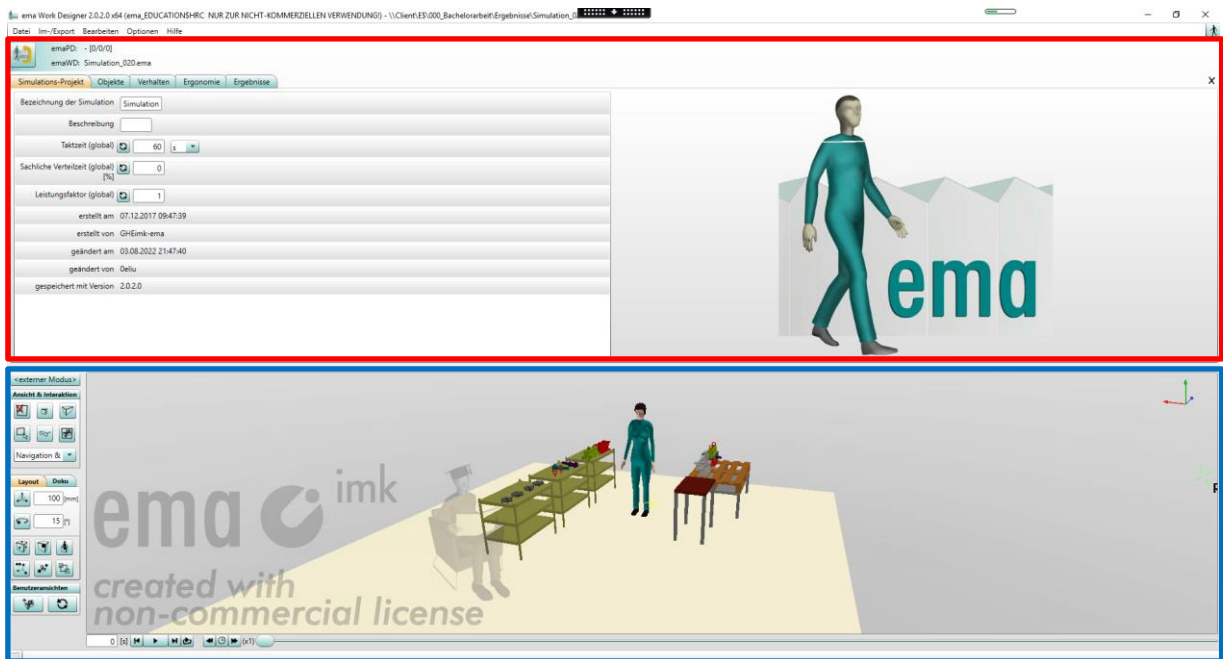 ema Work Designer 2.0.2.0 x64 (ema_EDUCATIONSHRC NUR ZUR NICHT-KOMMERZIELLEN VERWENDUNG!) - \\Client\E$\000_Bachelorarbeit\Ergebnisse\Simulation_0
Datei Im-/Export Bearbeiten Optionen Hilfe
emaPD: - [0/0/0]
emaWD: Simulation_020.ema
Simulations-Projekt Objekte Verhalten Ergonomie Ergebnisse X
Bezeichnung der Simulation Simulation
Beschreibung
Taktzeit (global) 60 s
Sachliche Verteilzeit (global) 0
[%]
Leistungsfaktor (global) 1
erstellt am 07.12.2017 09:47:39
erstellt von GHEimk-ema
geändert am 03.08.2022 21:47:40
geändert von 0eliu
gespeichert mit Version 2.0.2.0
ema
<externer Modus>
Ansicht & Interaktion
Navigation &
Layout Doku
100 [mm]
15 [°]
Benutzeransichten
ema imk
created with
non-commercial license
0 [s] (x1)